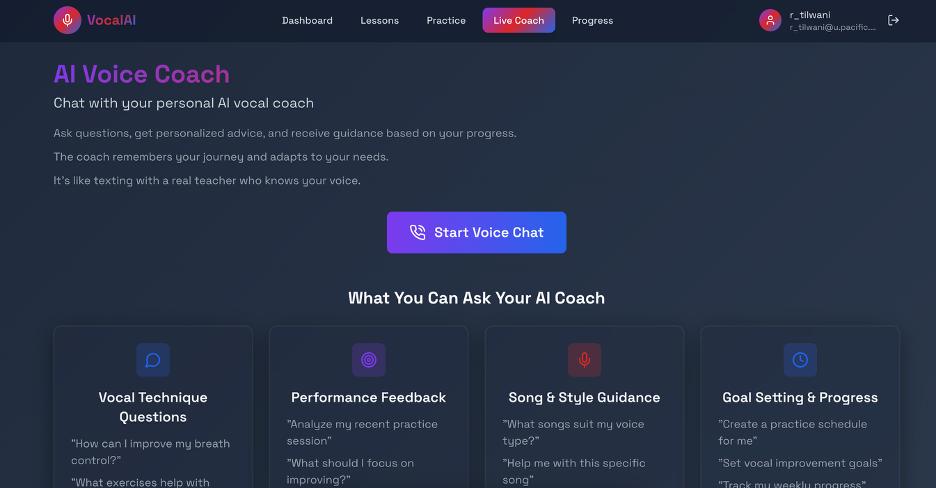 VocalAI
Dashboard
Lessons
Practice
Live Coach
Progress
r_tilwani
r_tilwani@u.pacific....
AI Voice Coach
Chat with your personal AI vocal coach
Ask questions, get personalized advice, and receive guidance based on your progress.
The coach remembers your journey and adapts to your needs.
It's like texting with a real teacher who knows your voice.
Start Voice Chat
What You Can Ask Your AI Coach
Vocal Technique
Questions
"How can I improve my breath
control?"
"What exercises help with
Performance Feedback
"Analyze my recent practice
session"
"What should I focus on
improving?"
Song & Style Guidance
"What songs suit my voice
type?"
"Help me with this specific
song"
Goal Setting & Progress
"Create a practice schedule
for me"
"Set vocal improvement goals"
"Track my weekly progress"